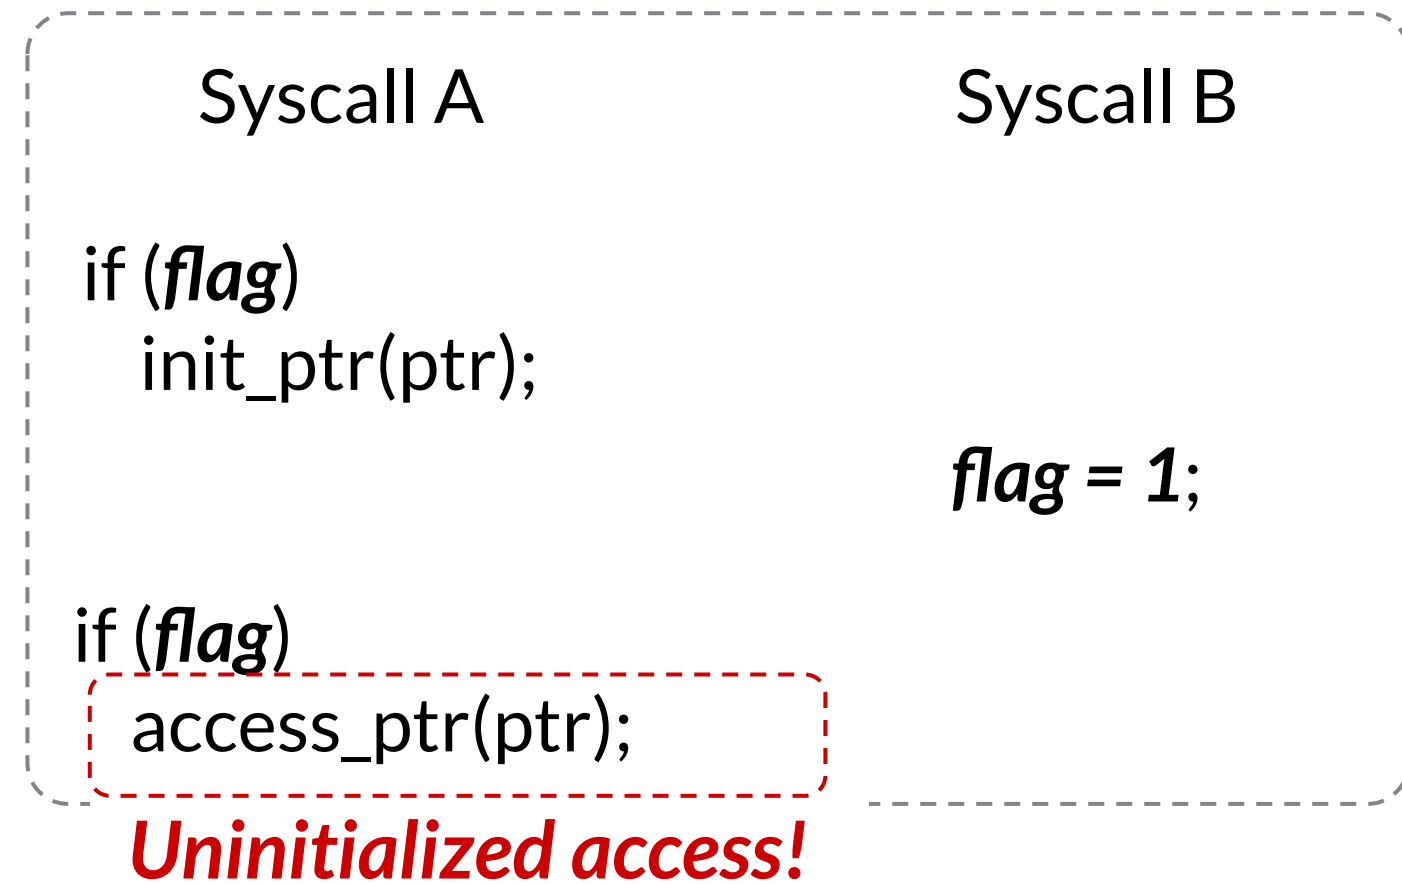 Syscall A
Syscall B
if (flag)
init_ptr(ptr);
flag = 1;
if (flag)
access_ptr(ptr);
Uninitialized access!